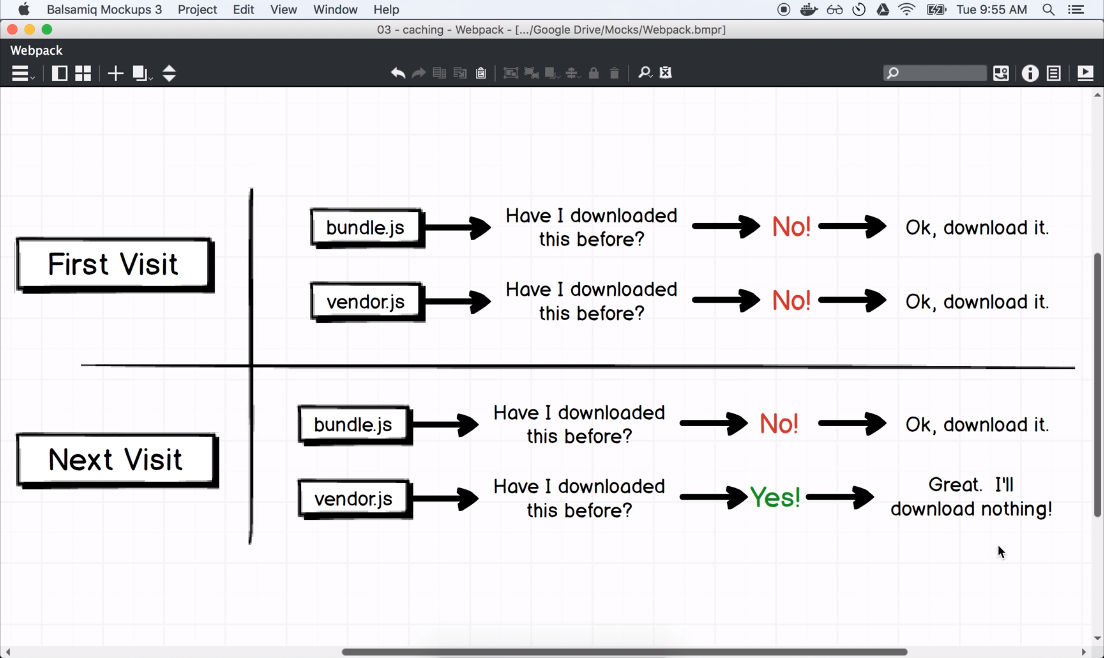 Balsamiq Mockups 3 Project Edit View Window Help Tue 9:55 AM
03 - caching - Webpack - [.../Google Drive/Mocks/Webpack.bmpr]
Webpack
First Visit
bundle.js
Have I downloaded
this before?
No!
Ok, download it.
vendor.js
Have I downloaded
this before?
No!
Ok, download it.
Next Visit
bundle.js
Have I downloaded
this before?
No!
Ok, download it.
vendor.js
Have I downloaded
this before?
Yes!
Great. I'll
download nothing!